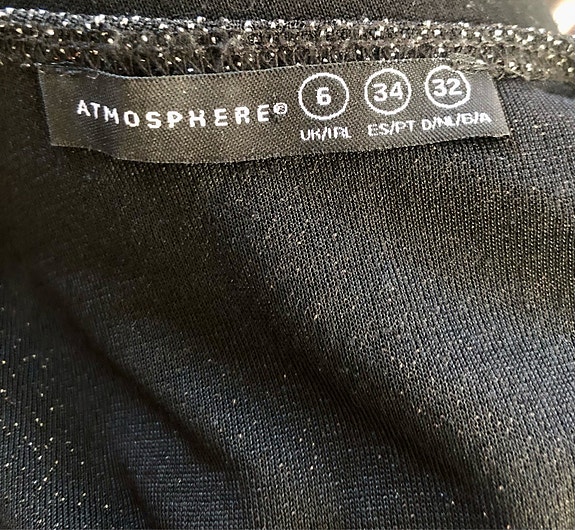 ATMOSPHERE® 6 34 32
UK/IRL ES/PT D/NL/B/A